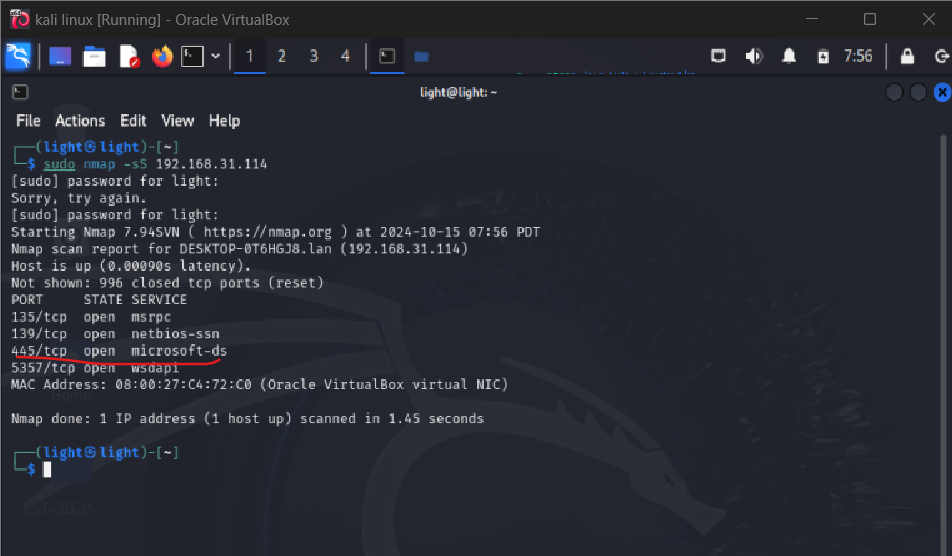 kali linux [Running] - Oracle VirtualBox
1 2 3 4 7:56
light@light: ~
File Actions Edit View Help
┌──(light㉿light)-[~]
└─$ sudo nmap -sS 192.168.31.114
[sudo] password for light:
Sorry, try again.
[sudo] password for light:
Starting Nmap 7.94SVN ( https://nmap.org ) at 2024-10-15 07:56 PDT
Nmap scan report for DESKTOP-0T6HGJ8.lan (192.168.31.114)
Host is up (0.00090s latency).
Not shown: 996 closed tcp ports (reset)
PORT STATE SERVICE
135/tcp open msrpc
139/tcp open netbios-ssn
445/tcp open microsoft-ds
5357/tcp open wsdapi
MAC Address: 08:00:27:C4:72:C0 (Oracle VirtualBox virtual NIC)
Home
Nmap done: 1 IP address (1 host up) scanned in 1.45 seconds
┌──(light㉿light)-[~]
└─$
CVE-2020-...